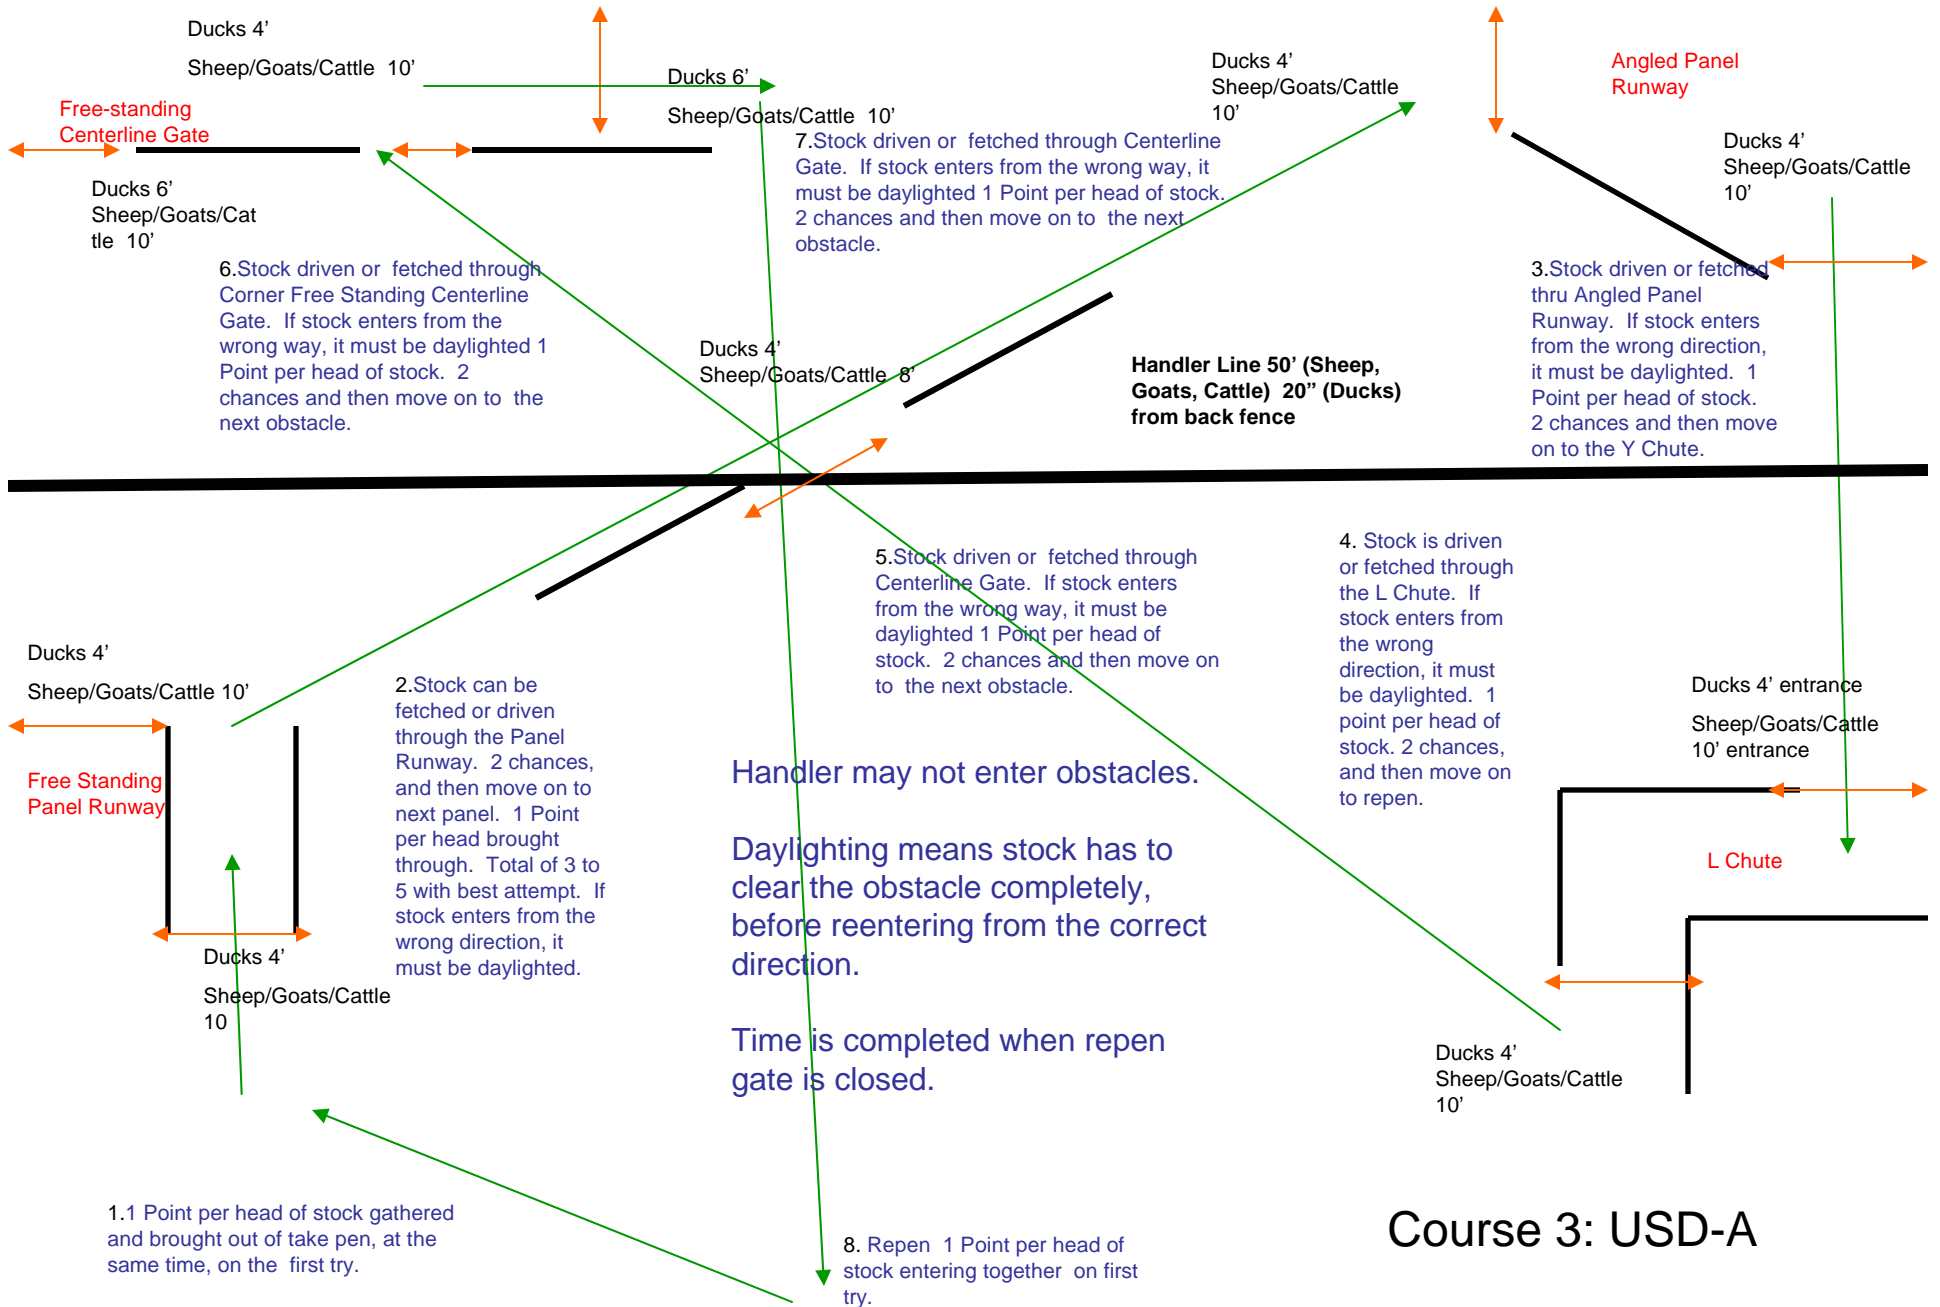 Ducks 4’
Sheep/Goats/Cattle 10’
Free-standing
Centerline Gate
Ducks 6’
Sheep/Goats/Cattle 10’
Ducks 4’
Sheep/Goats/Cattle
10’
Angled Panel
Runway
Ducks 4’
Sheep/Goats/Cattle
10’
Ducks 6’
Sheep/Goats/Cat
tle 10’
7.Stock driven or fetched through Centerline
Gate. If stock enters from the wrong way, it
must be daylighted 1 Point per head of stock.
2 chances and then move on to the next
obstacle.
6.Stock driven or fetched through
Corner Free Standing Centerline
Gate. If stock enters from the
wrong way, it must be daylighted 1
Point per head of stock. 2
chances and then move on to the
next obstacle.
3.Stock driven or fetched
thru Angled Panel
Runway. If stock enters
from the wrong direction,
it must be daylighted. 1
Point per head of stock.
2 chances and then move
on to the Y Chute.
Ducks 4’
Sheep/Goats/Cattle 8’
Handler Line 50’ (Sheep,
Goats, Cattle) 20” (Ducks)
from back fence
5.Stock driven or fetched through
Centerline Gate. If stock enters
from the wrong way, it must be
daylighted 1 Point per head of
stock. 2 chances and then move on
to the next obstacle.
4. Stock is driven
or fetched through
the L Chute. If
stock enters from
the wrong
direction, it must
be daylighted. 1
point per head of
stock. 2 chances,
and then move on
to repen.
Ducks 4’
Sheep/Goats/Cattle 10’
Free Standing
Panel Runway
2.Stock can be
fetched or driven
through the Panel
Runway. 2 chances,
and then move on to
next panel. 1 Point
per head brought
through. Total of 3 to
5 with best attempt. If
stock enters from the
wrong direction, it
must be daylighted.
Ducks 4’ entrance
Sheep/Goats/Cattle
10’ entrance
L Chute
Handler may not enter obstacles.
Daylighting means stock has to
clear the obstacle completely,
before reentering from the correct
direction.
Time is completed when repen
gate is closed.
Ducks 4’
Sheep/Goats/Cattle
10
Ducks 4’
Sheep/Goats/Cattle
10’
1.1 Point per head of stock gathered
and brought out of take pen, at the
same time, on the first try.
8. Repen 1 Point per head of
stock entering together on first
try.
Course 3: USD-A